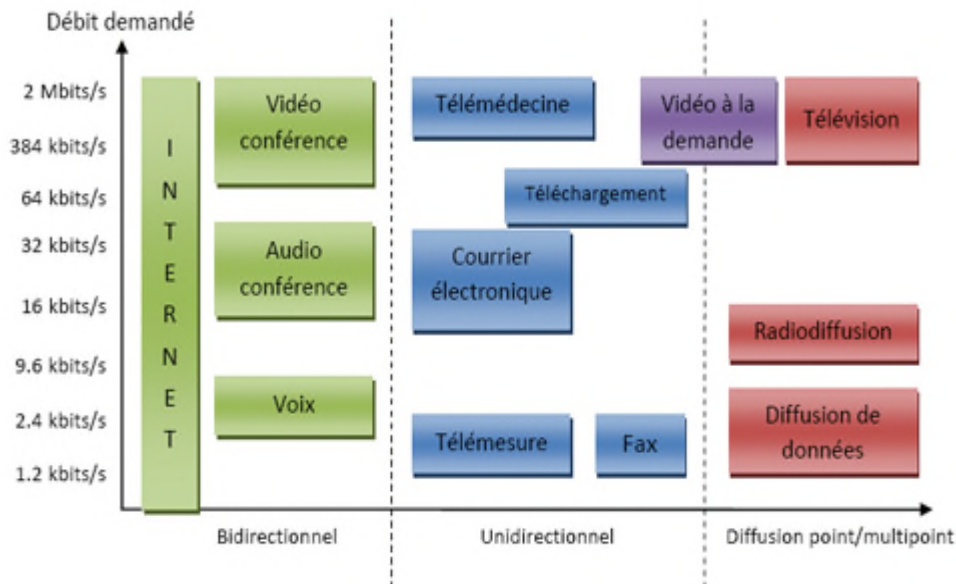 Débit demandé
2 Mbits/s
384 kbits/s
64 kbits/s
32 kbits/s
16 kbits/s
9.6 kbits/s
2.4 kbits/s
1.2 kbits/s
I
N
T
E
R
N
E
T
Vidéo
conférence
Audio
conférence
Voix
Télémédecine
Téléchargement
Courrier
électronique
Télémesure
Fax
Vidéo à la
demande
Télévision
Radiodiffusion
Diffusion de
données
Bidirectionnel
Unidirectionnel
Diffusion point/multipoint